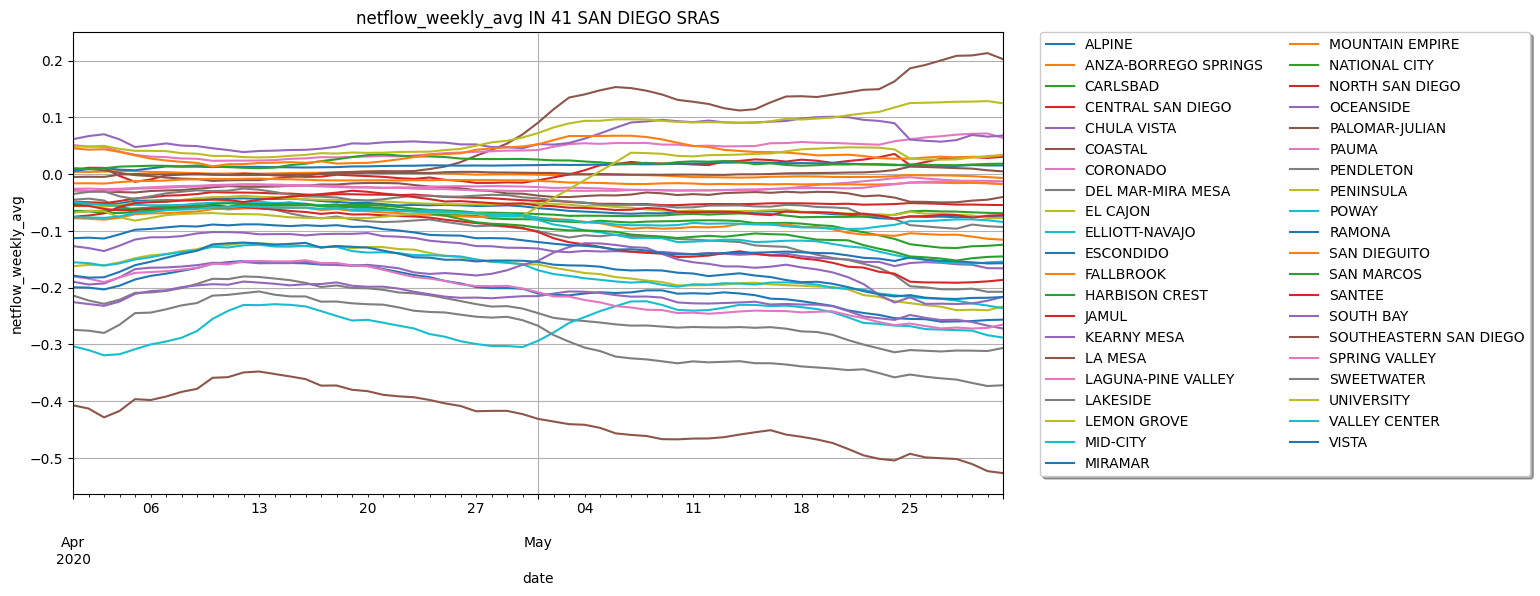 netflow_weekly_avg IN 41 SAN DIEGO SRAS
netflow_weekly_avg
0.2
0.1
0.0
−0.1
−0.2
−0.3
−0.4
−0.5
06 13 20 27 04 11 18 25
Apr May
2020
date
ALPINE
ANZA-BORREGO SPRINGS
CARLSBAD
CENTRAL SAN DIEGO
CHULA VISTA
COASTAL
CORONADO
DEL MAR-MIRA MESA
EL CAJON
ELLIOTT-NAVAJO
ESCONDIDO
FALLBROOK
HARBISON CREST
JAMUL
KEARNY MESA
LA MESA
LAGUNA-PINE VALLEY
LAKESIDE
LEMON GROVE
MID-CITY
MIRAMAR
MOUNTAIN EMPIRE
NATIONAL CITY
NORTH SAN DIEGO
OCEANSIDE
PALOMAR-JULIAN
PAUMA
PENDLETON
PENINSULA
POWAY
RAMONA
SAN DIEGUITO
SAN MARCOS
SANTEE
SOUTH BAY
SOUTHEASTERN SAN DIEGO
SPRING VALLEY
SWEETWATER
UNIVERSITY
VALLEY CENTER
VISTA